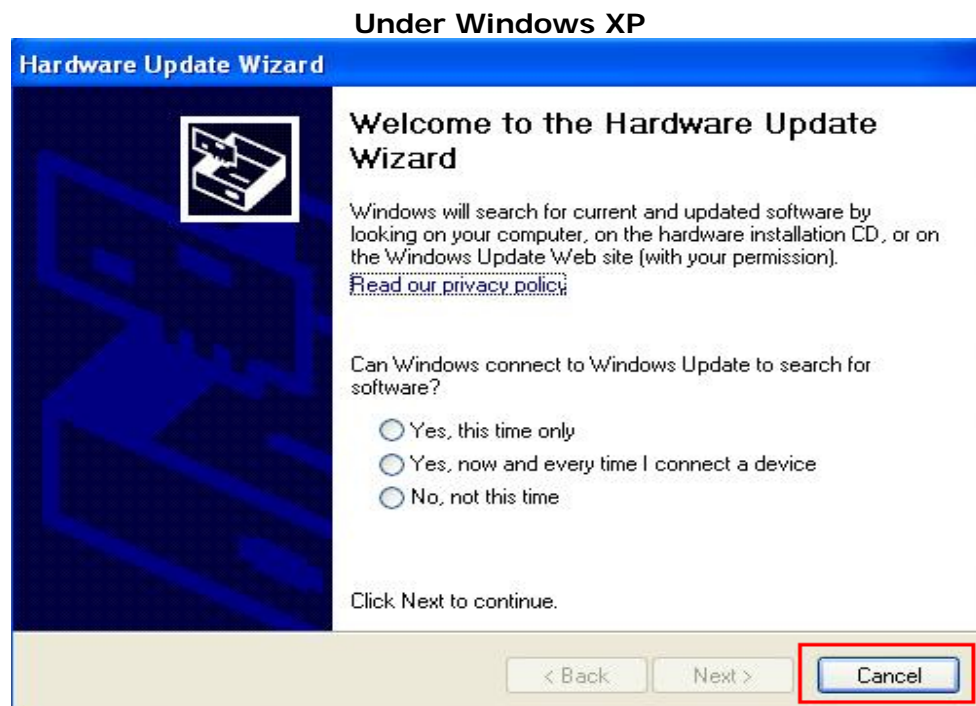 Under Windows XP
Hardware Update Wizard
Welcome to the Hardware Update
Wizard
Windows will search for current and updated software by
looking on your computer, on the hardware installation CD, or on
the Windows Update Web site (with your permission).
Read our privacy policy
Can Windows connect to Windows Update to search for
software?
Yes, this time only
Yes, now and every time I connect a device
No, not this time
Click Next to continue.
< Back Next > Cancel